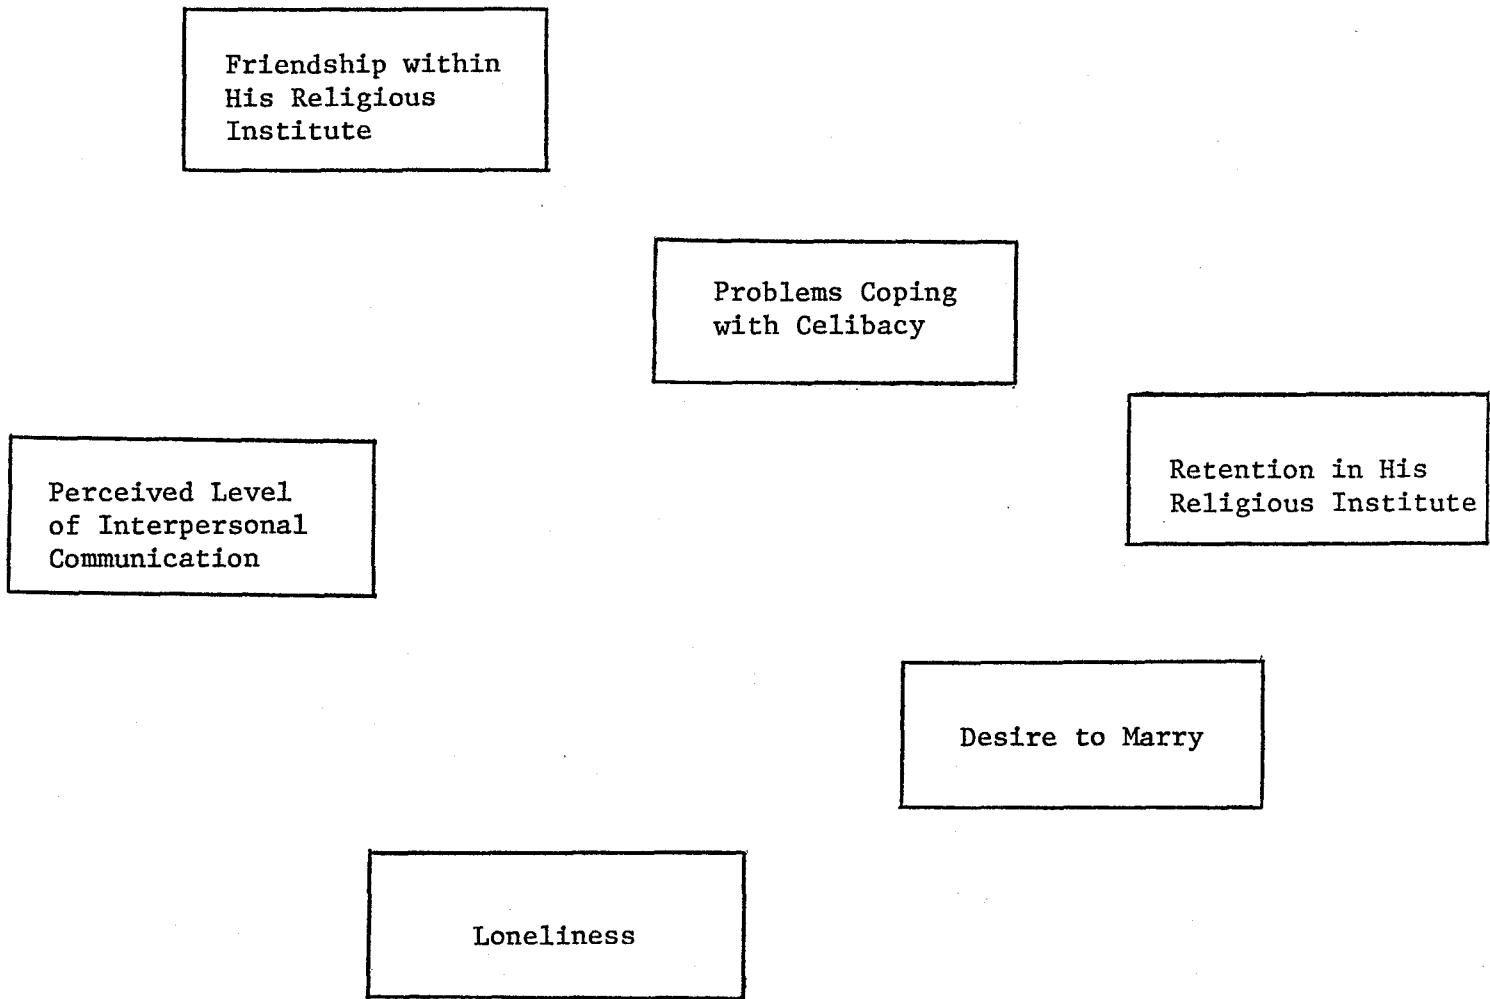 Friendship within
His Religious
Institute
Problems Coping
with Celibacy
Retention in His
Religious Institute
Perceived Level
of Interpersonal
Communication
Desire to Marry
Loneliness